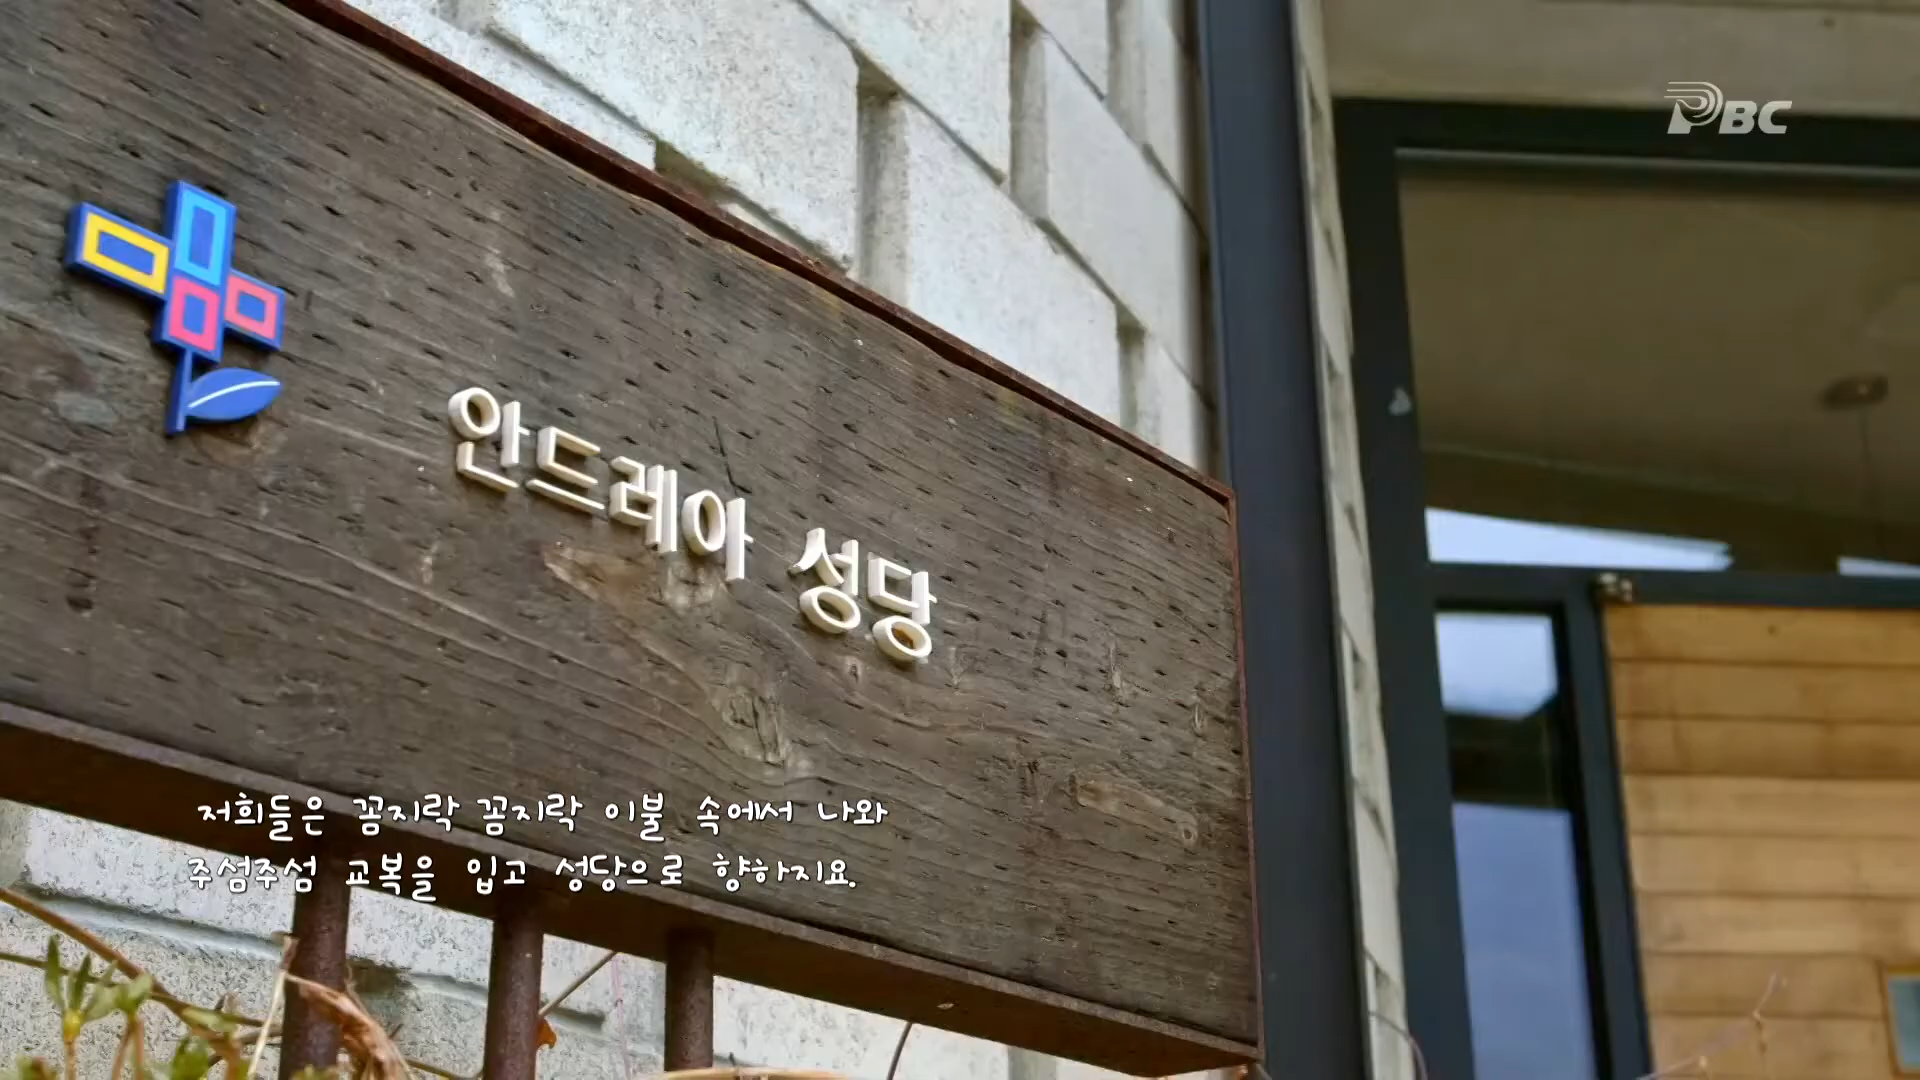 PBC
안드레아 성당
저희들은 꼼지락 꼼지락 이불 속에서 나와
주섬주섬 교복을 입고 성당으로 향하지요.